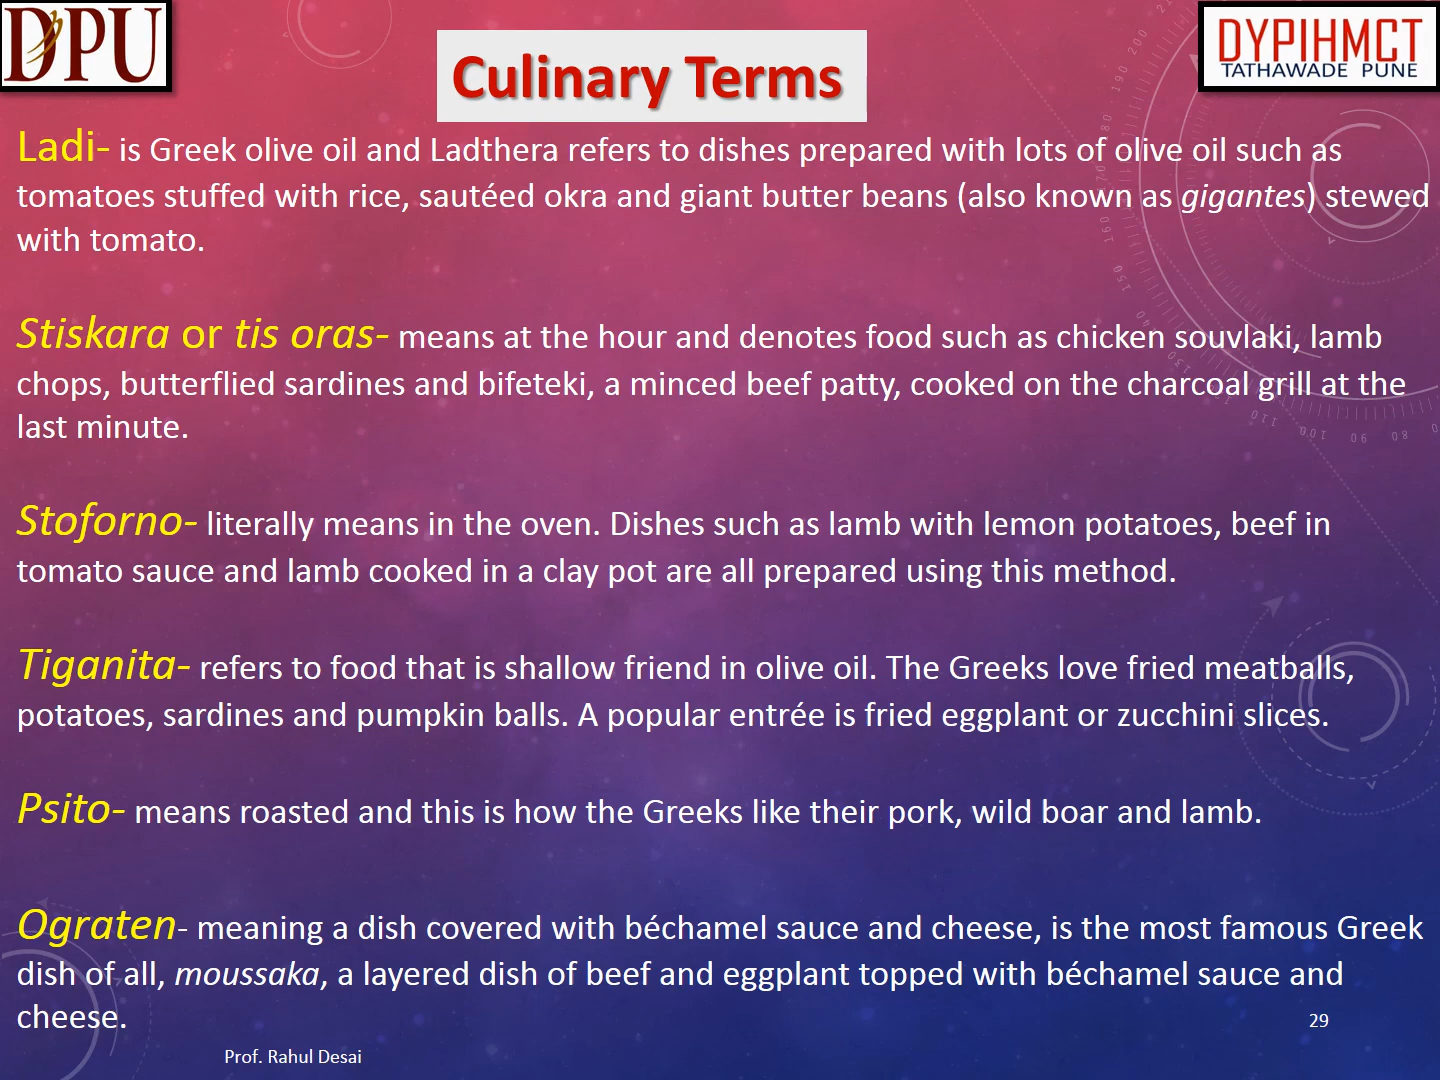 DPU
DYPIHMCT
TATHAWADE PUNE
Culinary Terms
Ladi- is Greek olive oil and Ladthera refers to dishes prepared with lots of olive oil such as
tomatoes stuffed with rice, sautéed okra and giant butter beans (also known as gigantes) stewed
with tomato.
Stiskara or tis oras- means at the hour and denotes food such as chicken souvlaki, lamb
chops, butterflied sardines and bifeteki, a minced beef patty, cooked on the charcoal grill at the
last minute.
Stoforno- literally means in the oven. Dishes such as lamb with lemon potatoes, beef in
tomato sauce and lamb cooked in a clay pot are all prepared using this method.
Tiganita- refers to food that is shallow friend in olive oil. The Greeks love fried meatballs,
potatoes, sardines and pumpkin balls. A popular entrée is fried eggplant or zucchini slices.
Psito- means roasted and this is how the Greeks like their pork, wild boar and lamb.
Ograten- meaning a dish covered with béchamel sauce and cheese, is the most famous Greek
dish of all, moussaka, a layered dish of beef and eggplant topped with béchamel sauce and
cheese.
29
Prof. Rahul Desai